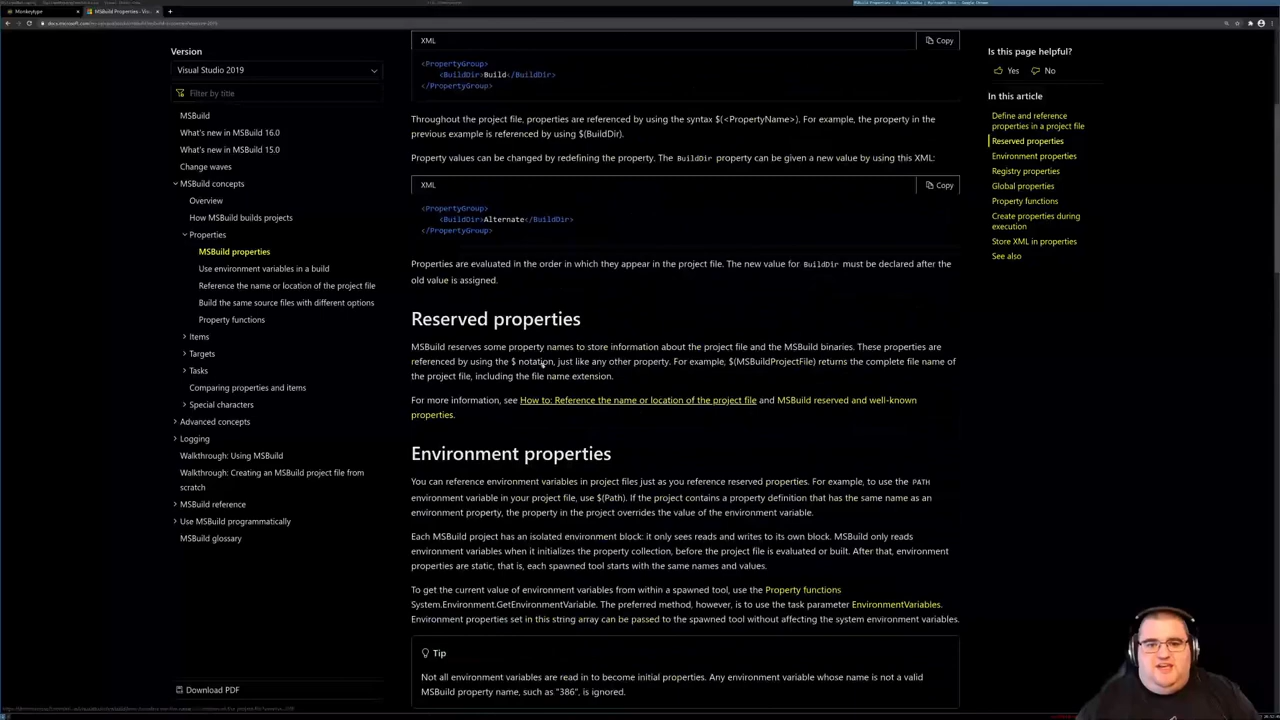 Monkeytype
MSBuild Properties - Visu
MSBuild Properties - Visual Studio | Microsoft Docs - Google Chrome
Version
Visual Studio 2019
Filter by title
MSBuild
What's new in MSBuild 16.0
What's new in MSBuild 15.0
Change waves
MSBuild concepts
Overview
How MSBuild builds projects
Properties
MSBuild properties
Use environment variables in a build
Reference the name or location of the project file
Build the same source files with different options
Property functions
Items
Targets
Tasks
Comparing properties and items
Special characters
Advanced concepts
Logging
Walkthrough: Using MSBuild
Walkthrough: Creating an MSBuild project file from
scratch
MSBuild reference
Use MSBuild programmatically
MSBuild glossary
Download PDF
XML
Copy
<PropertyGroup>
<BuildDir>Build</BuildDir>
</PropertyGroup>
Throughout the project file, properties are referenced by using the syntax $(<PropertyName>). For example, the property in the
previous example is referenced by using $(BuildDir).
Property values can be changed by redefining the property. The BuildDir property can be given a new value by using this XML:
XML
Copy
<PropertyGroup>
<BuildDir>Alternate</BuildDir>
</PropertyGroup>
Properties are evaluated in the order in which they appear in the project file. The new value for BuildDir must be declared after the
old value is assigned.
Reserved properties
MSBuild reserves some property names to store information about the project file and the MSBuild binaries. These properties are
referenced by using the $ notation, just like any other property. For example, $(MSBuildProjectFile) returns the complete file name of
the project file, including the file name extension.
For more information, see How to: Reference the name or location of the project file and MSBuild reserved and well-known
properties.
Environment properties
You can reference environment variables in project files just as you reference reserved properties. For example, to use the PATH
environment variable in your project file, use $(Path). If the project contains a property definition that has the same name as an
environment property, the property in the project overrides the value of the environment variable.
Each MSBuild project has an isolated environment block: it only sees reads and writes to its own block. MSBuild only reads
environment variables when it initializes the property collection, before the project file is evaluated or built. After that, environment
properties are static, that is, each spawned tool starts with the same names and values.
To get the current value of environment variables from within a spawned tool, use the Property functions
System.Environment.GetEnvironmentVariable. The preferred method, however, is to use the task parameter EnvironmentVariables.
Environment properties set in this string array can be passed to the spawned tool without affecting the system environment variables.
Tip
Not all environment variables are read in to become initial properties. Any environment variable whose name is not a valid
MSBuild property name, such as "386", is ignored.
Is this page helpful?
Yes
No
In this article
Define and reference
properties in a project file
Reserved properties
Environment properties
Registry properties
Global properties
Property functions
Create properties during
execution
Store XML in properties
See also